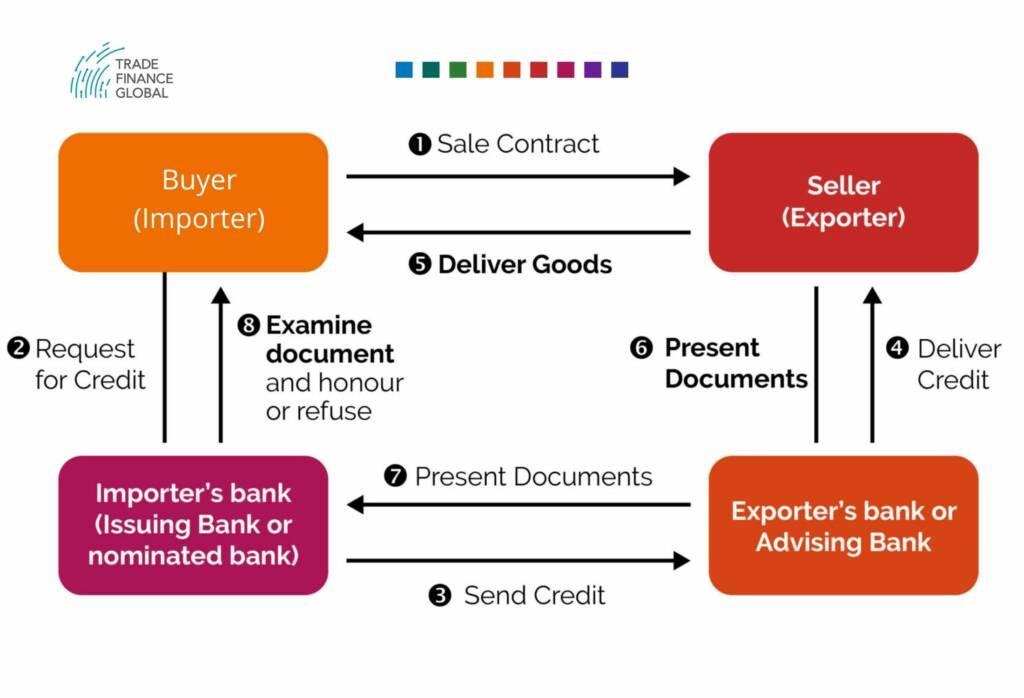 TRADE
FINANCE
GLOBAL
❶ Sale Contract
Buyer
(Importer)
Seller
(Exporter)
❺ Deliver Goods
❷ Request
for Credit
❽ Examine
document
and honour
or refuse
❻ Present
Documents
❹ Deliver
Credit
❼ Present Documents
Importer’s bank
(Issuing Bank or
nominated bank)
Exporter’s bank or
Advising Bank
❸ Send Credit